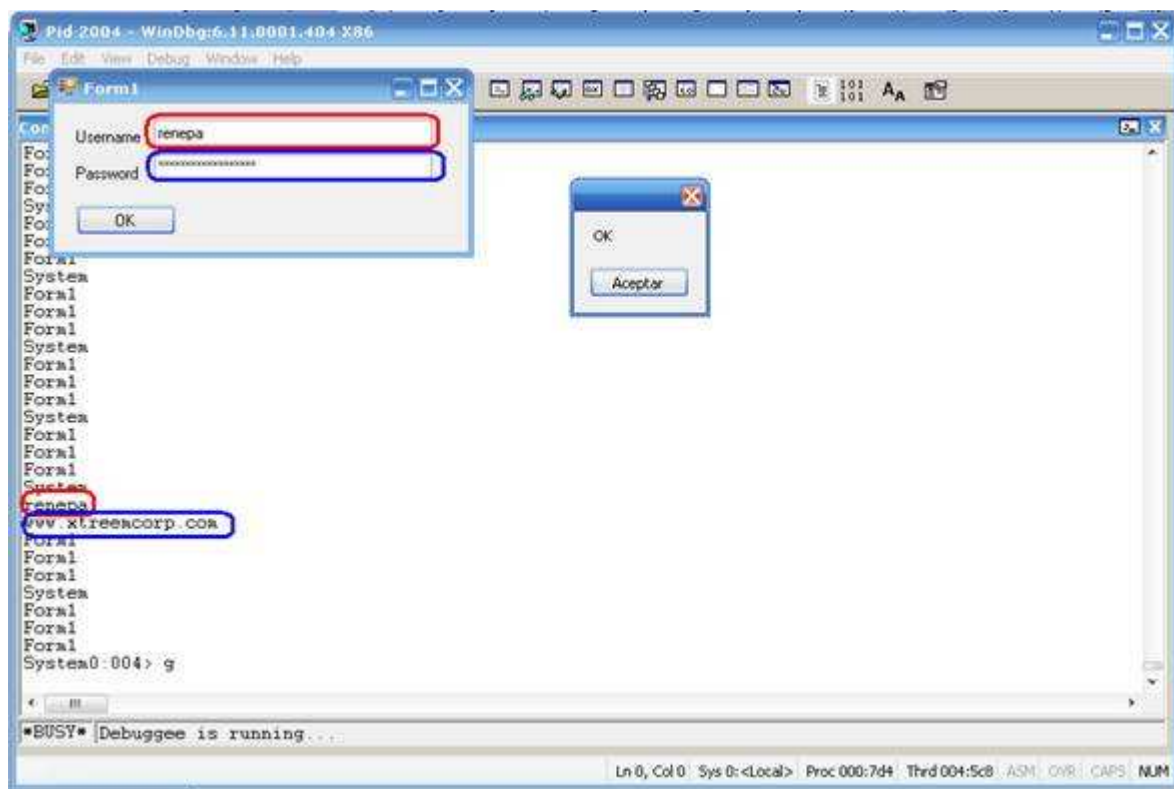 Pid 2004 - WinDbg:6.11.0001.404 X86
File Edit View Debug Window Help
Form1
Username renepa
Password
OK
OK
Aceptar
Form1
System
Form1
Form1
Form1
System
Form1
Form1
Form1
System
Form1
Form1
Form1
System
renepa
www.xtreemcorp.com
Form1
Form1
Form1
System
Form1
Form1
Form1
System0:004> g
*BUSY* Debuggee is running...
Ln 0, Col 0 Sys 0:<Local> Proc 000:7d4 Thrd 004:5c8 ASM OVR CAPS NUM